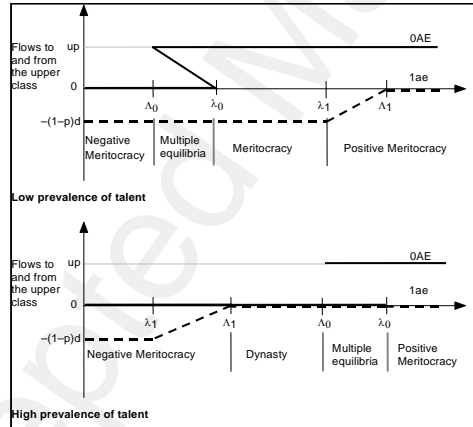 up
0AE
Flows to
and from
the upper
class
0
1ae
Λ0
λ0
λ1
Λ1
–(1–p)d
Negative
Meritocracy
Multiple
equilibria
Meritocracy
Positive Meritocracy
Low prevalence of talent
up
0AE
Flows to
and from
the upper
class
0
1ae
λ1
Λ1
Λ0
λ0
–(1–p)d
Negative Meritocracy
Dynasty
Multiple
equilibria
Positive
Meritocracy
High prevalence of talent